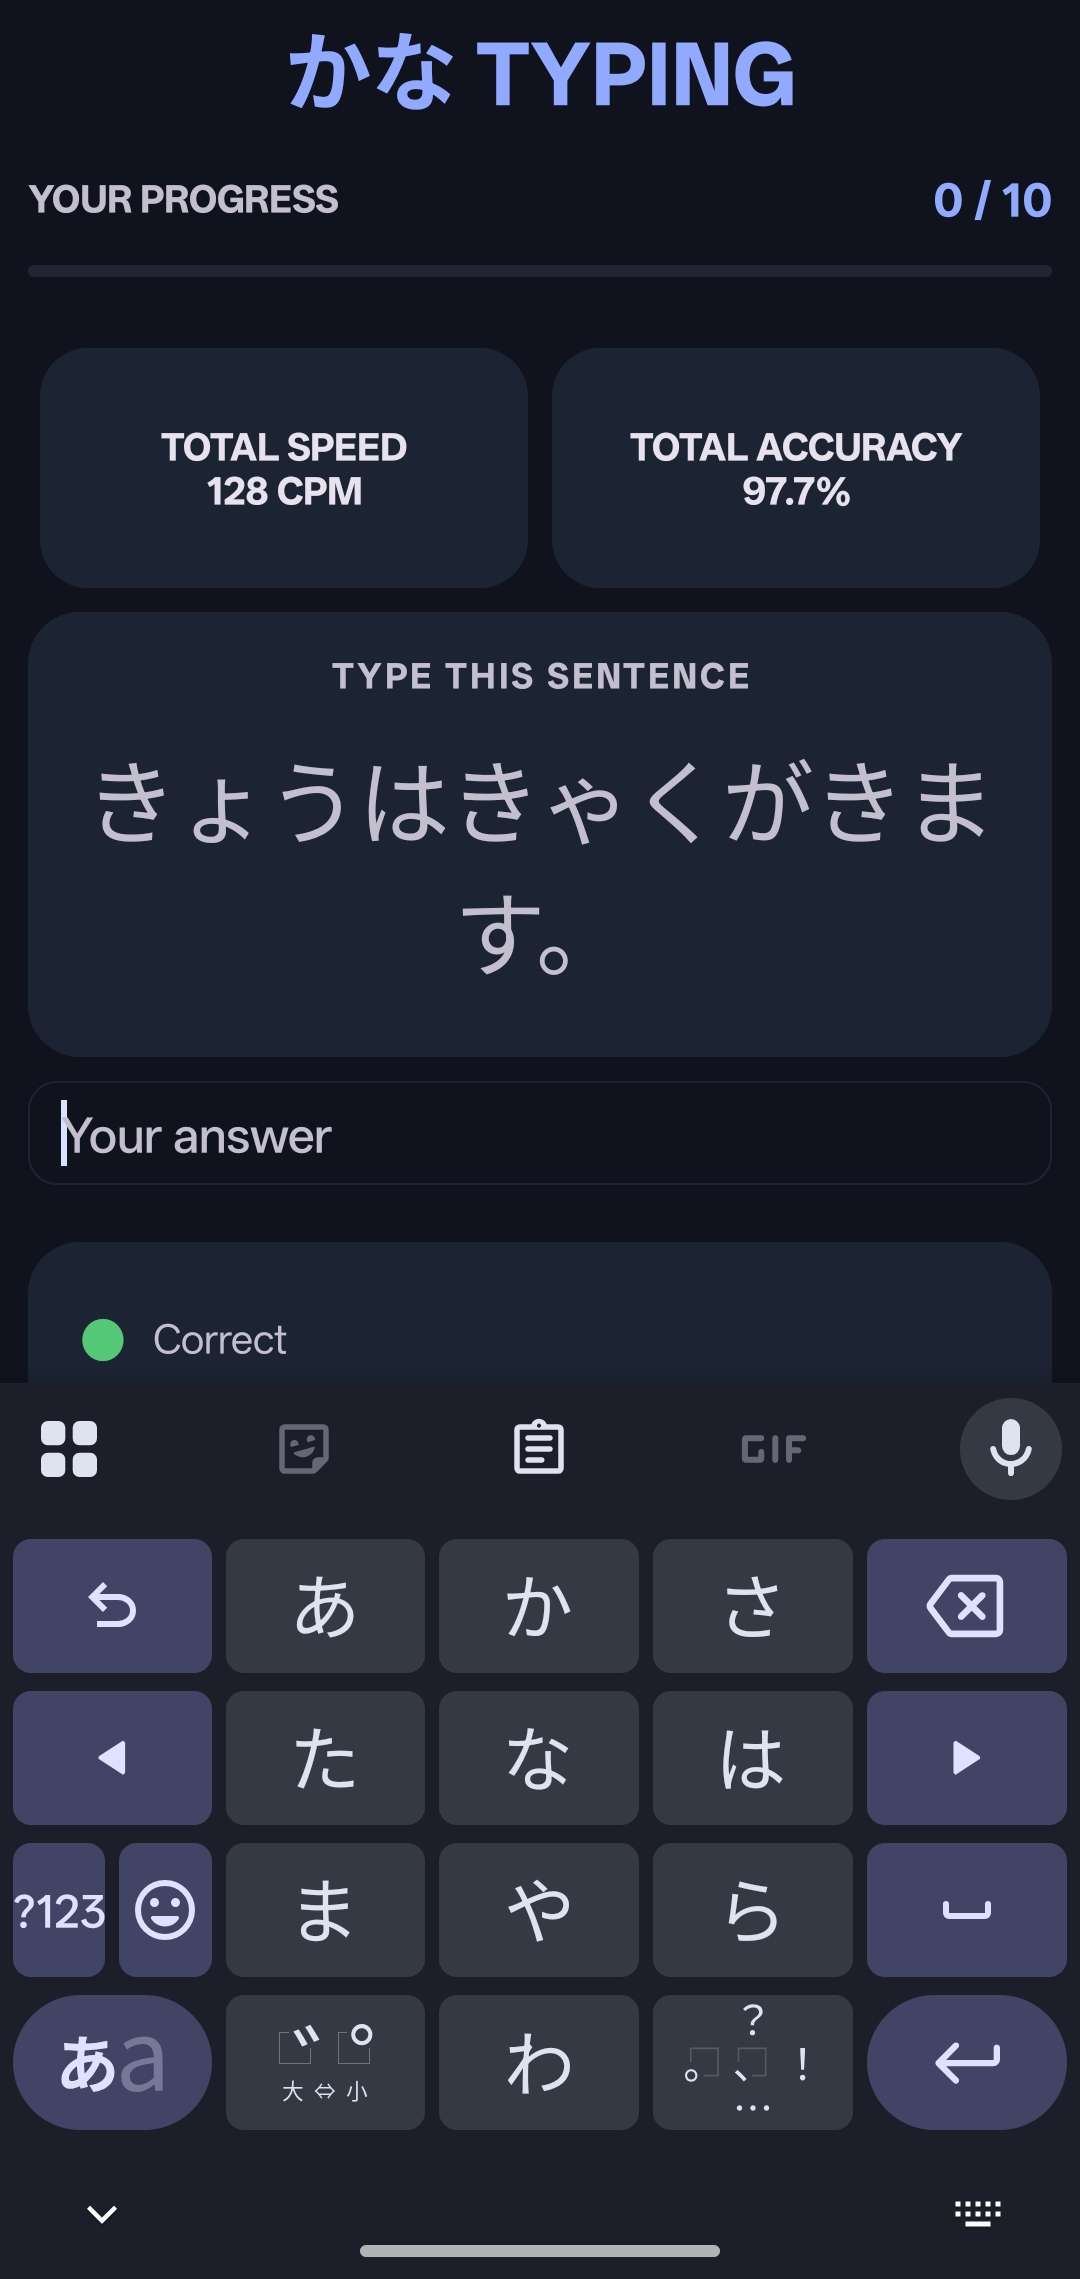 かな TYPING
YOUR PROGRESS 0 / 10
TOTAL SPEED
128 CPM
TOTAL ACCURACY
97.7%
TYPE THIS SENTENCE
きょうはきゃくがきま
す。
Your answer
Correct
GIF
あ か さ
た な は
?123 ま や ら
あa ゛゜ わ 。、?!…
大⇔小